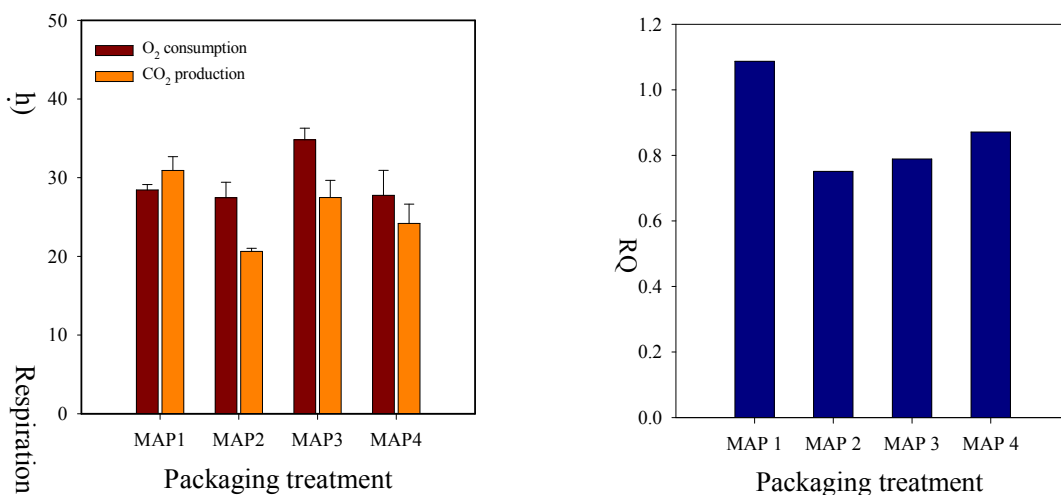 50
40
30
20
10
0
O₂ consumption
CO₂ production
MAP1 MAP2 MAP3 MAP4
Packaging treatment
Respiration
h)
1.2
1.0
0.8
0.6
0.4
0.2
0.0
RQ
MAP 1 MAP 2 MAP 3 MAP 4
Packaging treatment